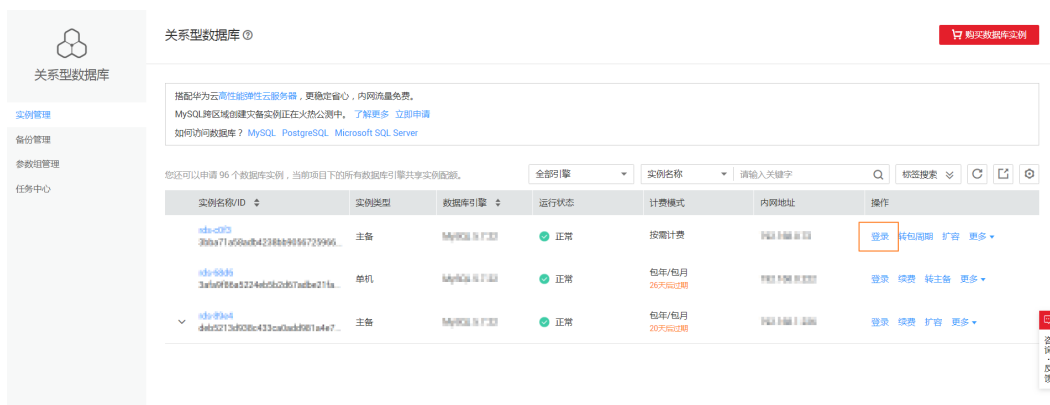 关系型数据库
关系型数据库
购买数据库实例
实例管理
备份管理
参数组管理
任务中心
搭配华为云高性能弹性云服务器，更稳定省心，内网流量免费。
MySQL跨区域创建灾备实例正在火热公测中。 了解更多 立即申请
如何访问数据库？ MySQL PostgreSQL Microsoft SQL Server
您还可以申请 96 个数据库实例，当前项目下的所有数据库引擎共享实例配额。
全部引擎 实例名称 请输入关键字 标签搜索
实例名称/ID 实例类型 数据库引擎 运行状态 计费模式 内网地址 操作
主备 正常 按需计费 登录 转包周期 扩容 更多
单机 正常 包年/包月 登录 续费 转主备 更多
26天后过期
主备 正常 包年/包月 登录 续费 扩容 更多
20天后过期
咨询·反馈